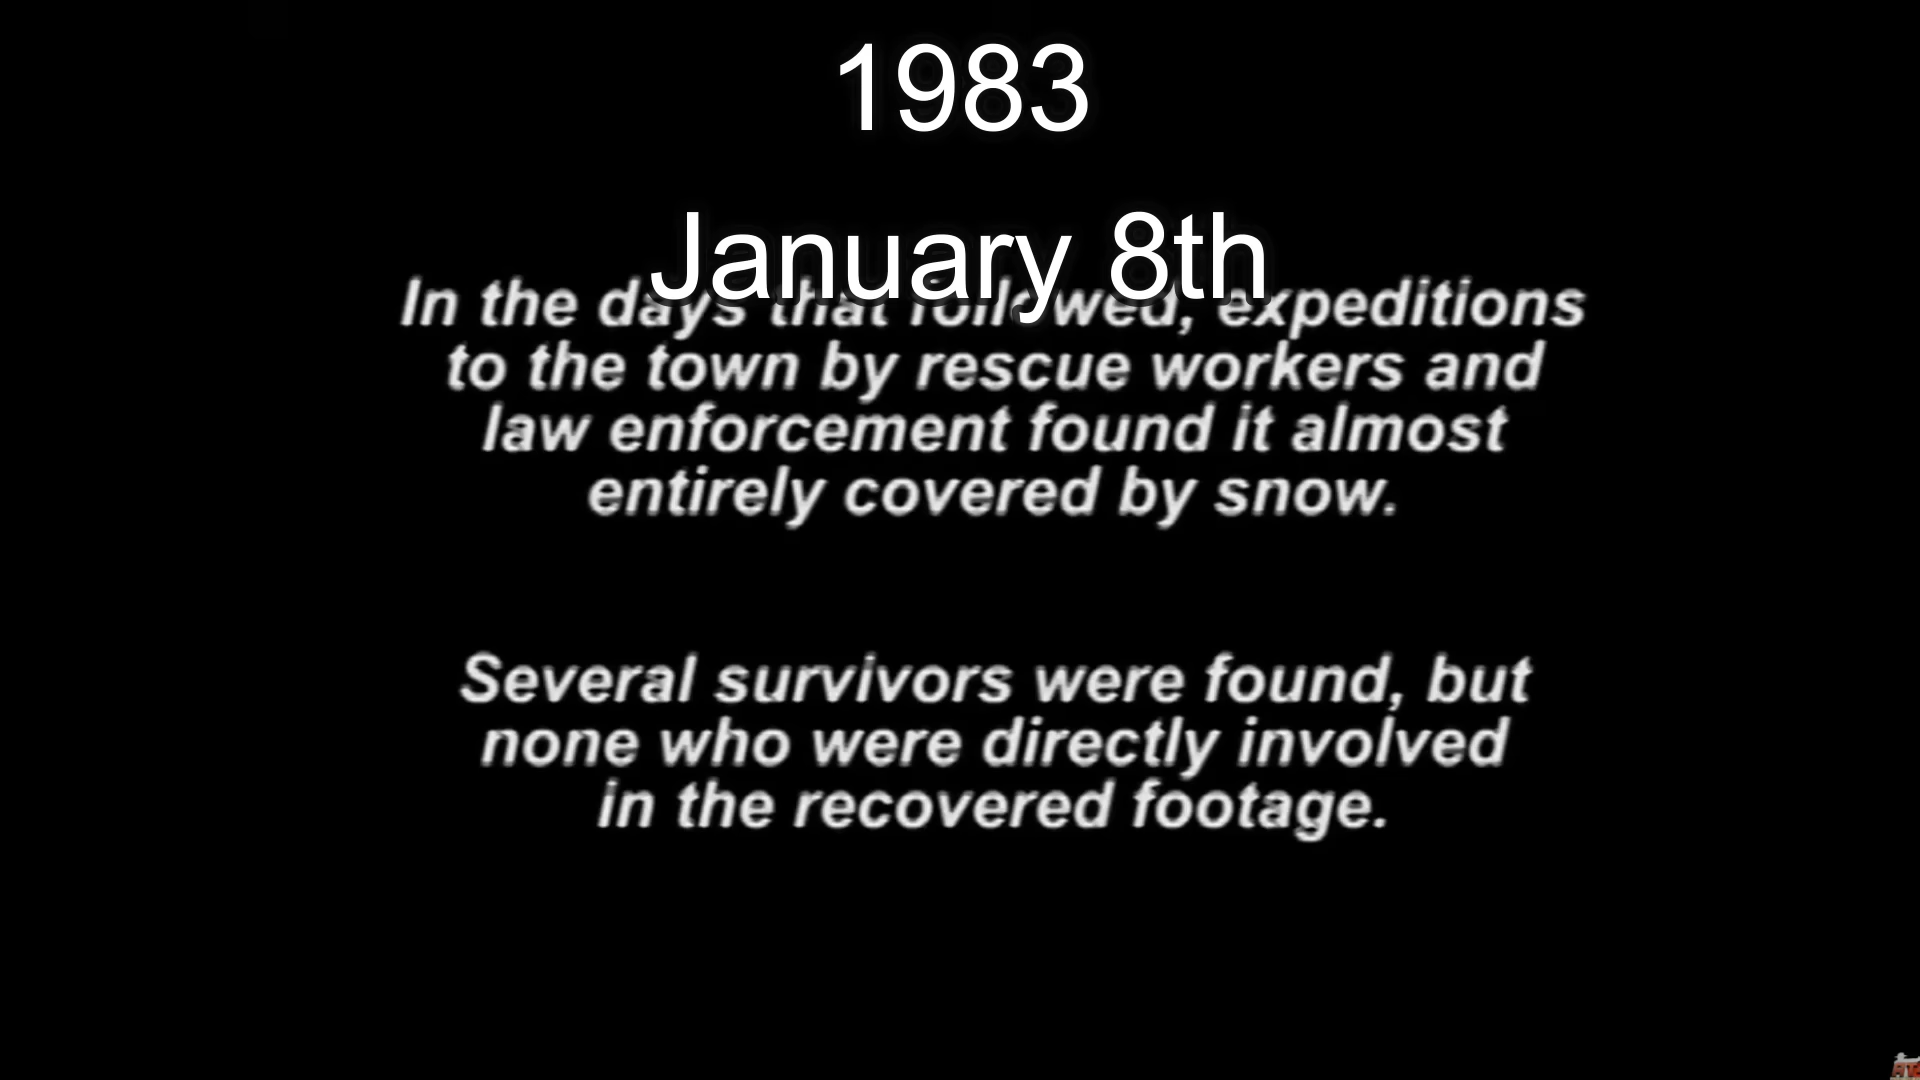 1983
January 8th
In the days that followed, expeditions
to the town by rescue workers and
law enforcement found it almost
entirely covered by snow.
Several survivors were found, but
none who were directly involved
in the recovered footage.